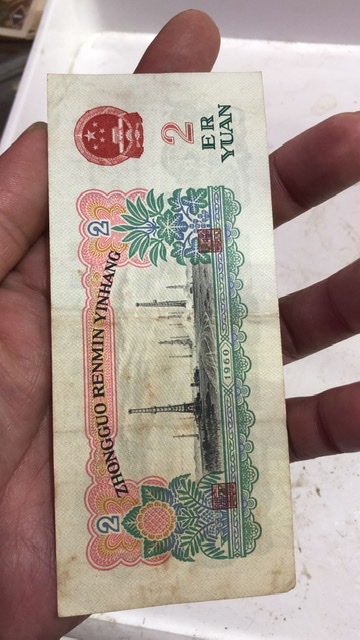 2
ER
YUAN
ZHONGGUO RENMIN YINHANG
2
2
1960